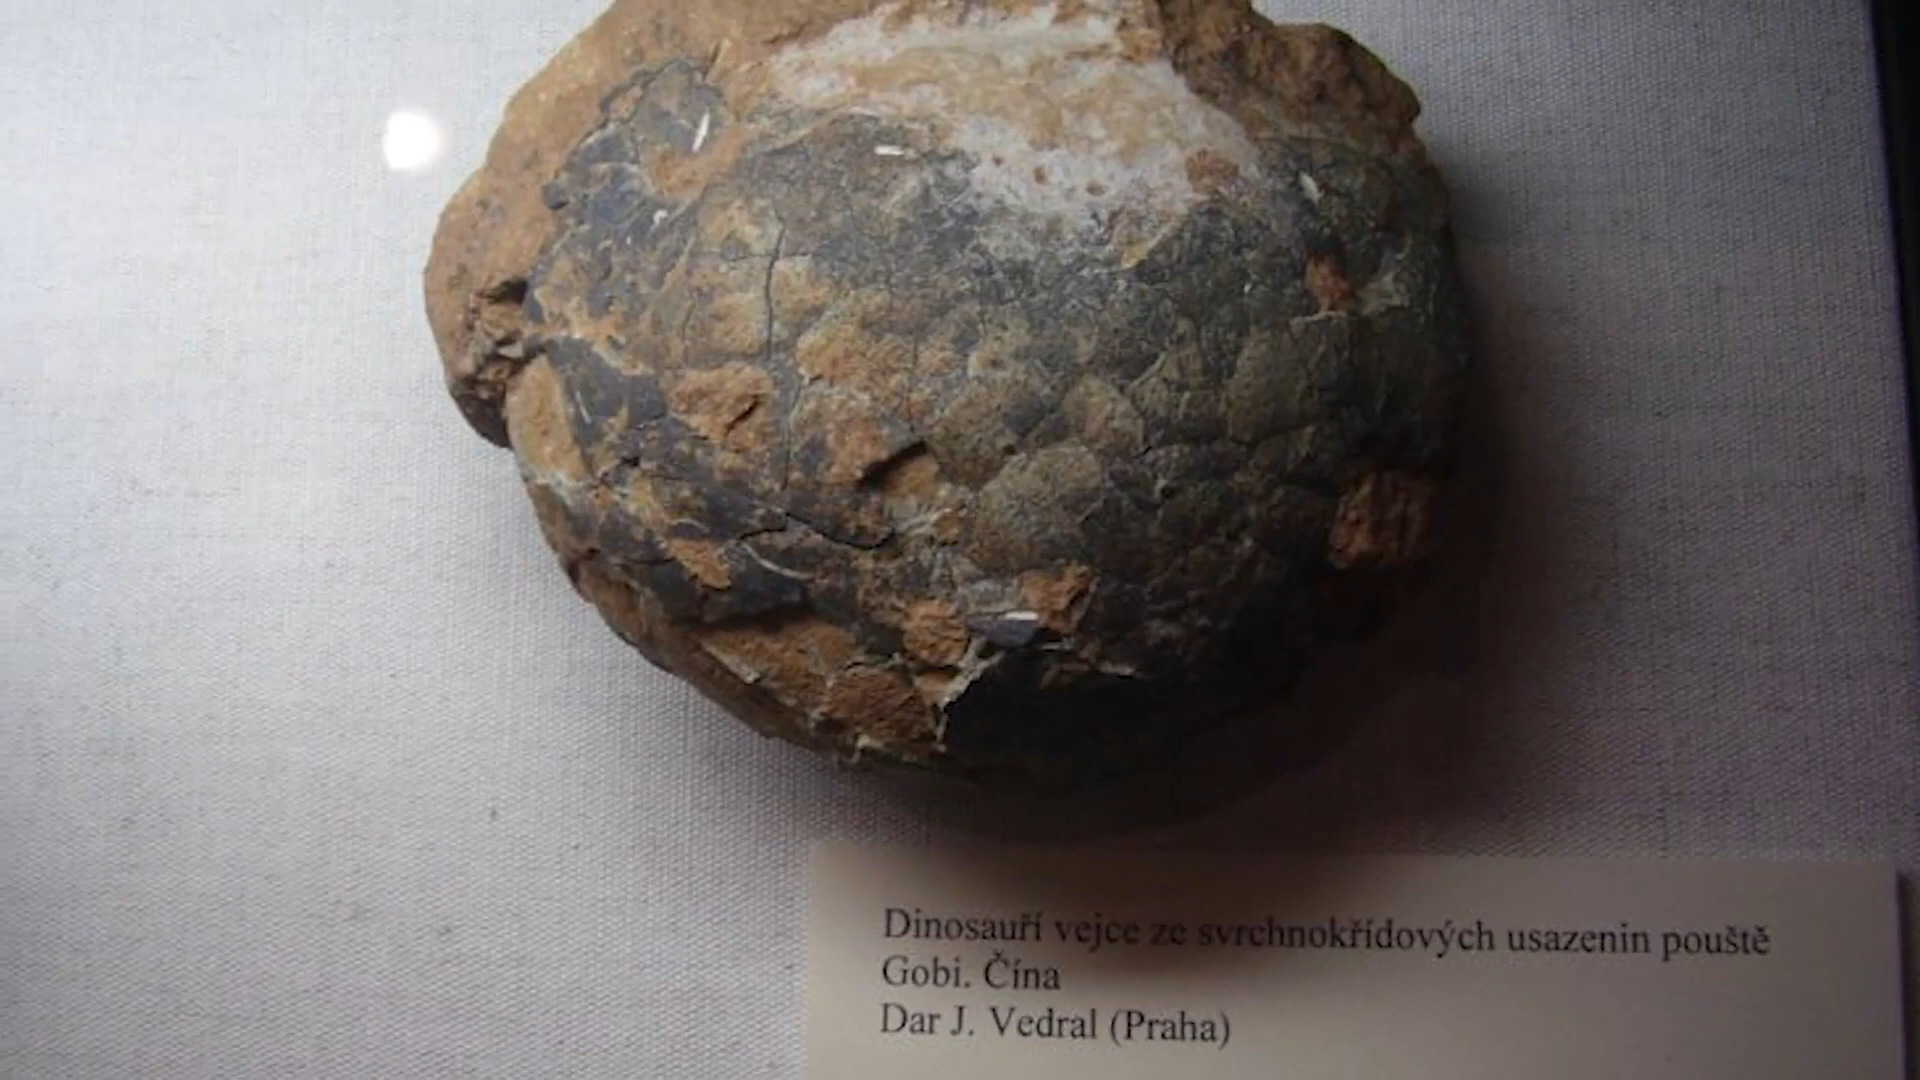 Dinosauří vejce ze svrchnokřídových usazenin pouště
Gobi. Čína
Dar J. Vedral (Praha)